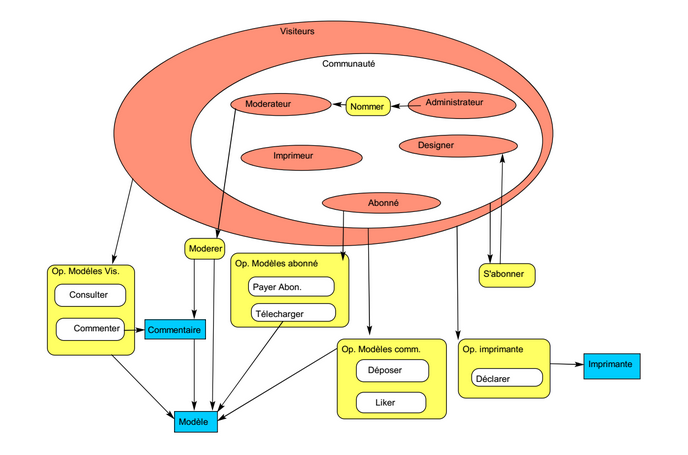 Visiteurs
Communauté
Moderateur
Nommer
Administrateur
Designer
Imprimeur
Abonné
Moderer
Op. Modéles Vis.
Consulter
Commenter
Commentaire
Op. Modèles abonné
Payer Abon.
Télecharger
S'abonner
Op. Modèles comm.
Déposer
Liker
Op. imprimante
Déclarer
Imprimante
Modèle